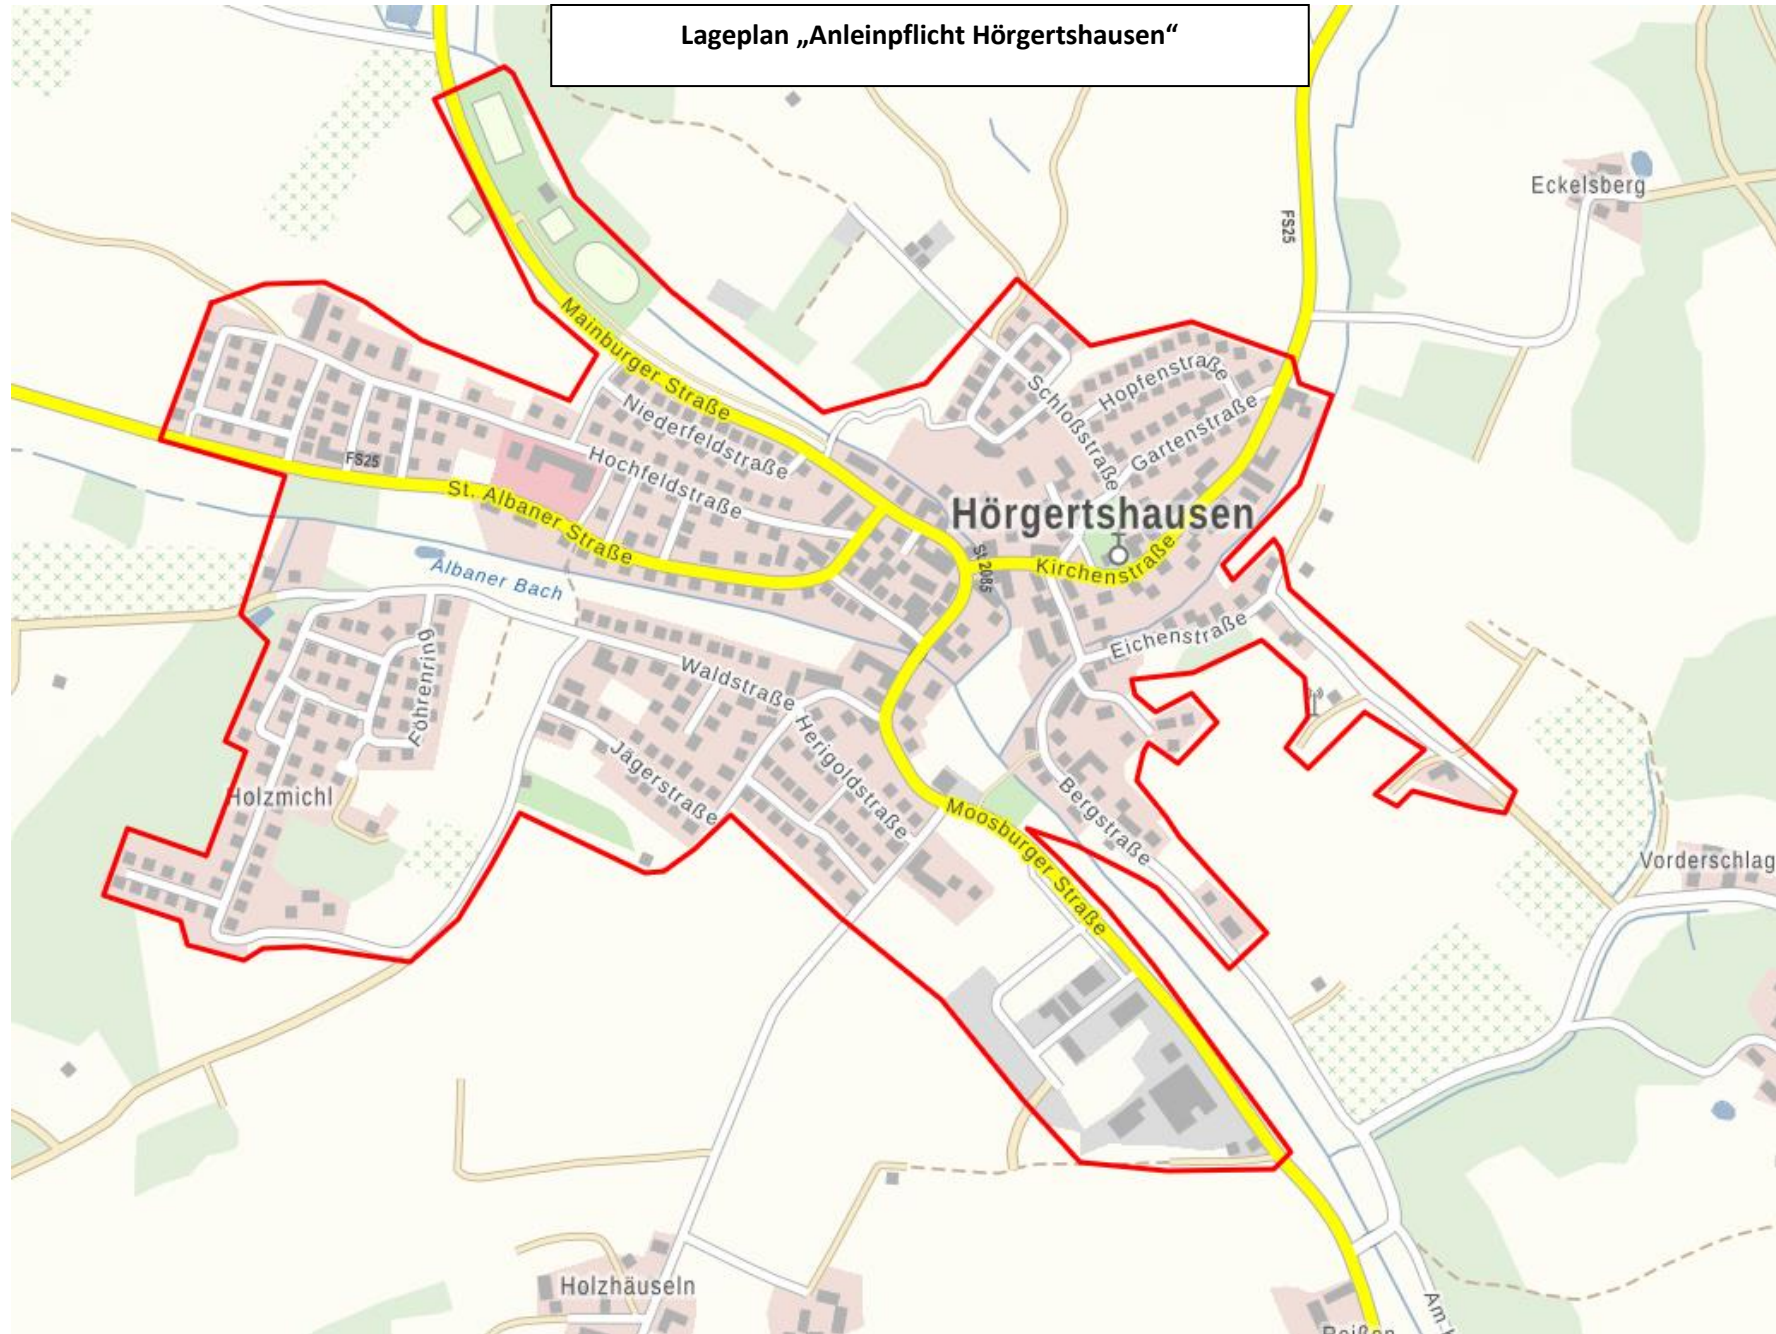 Lageplan „Anleinpflicht Hörgertshausen“
Eckelsberg
FS25
Mainburger Straße
Hopfenstraße
Schloßstraße
Gartenstraße
Niederfeldstraße
Hochfeldstraße
FS25
St. Albaner Straße
Hörgertshausen
St 2085
Kirchenstraße
Albaner Bach
Eichenstraße
Föhrenring
Waldstraße
Herigoldstraße
Jägerstraße
Holzmichl
Bergstraße
Moosburger Straße
Vorderschlag
Holzhäuseln